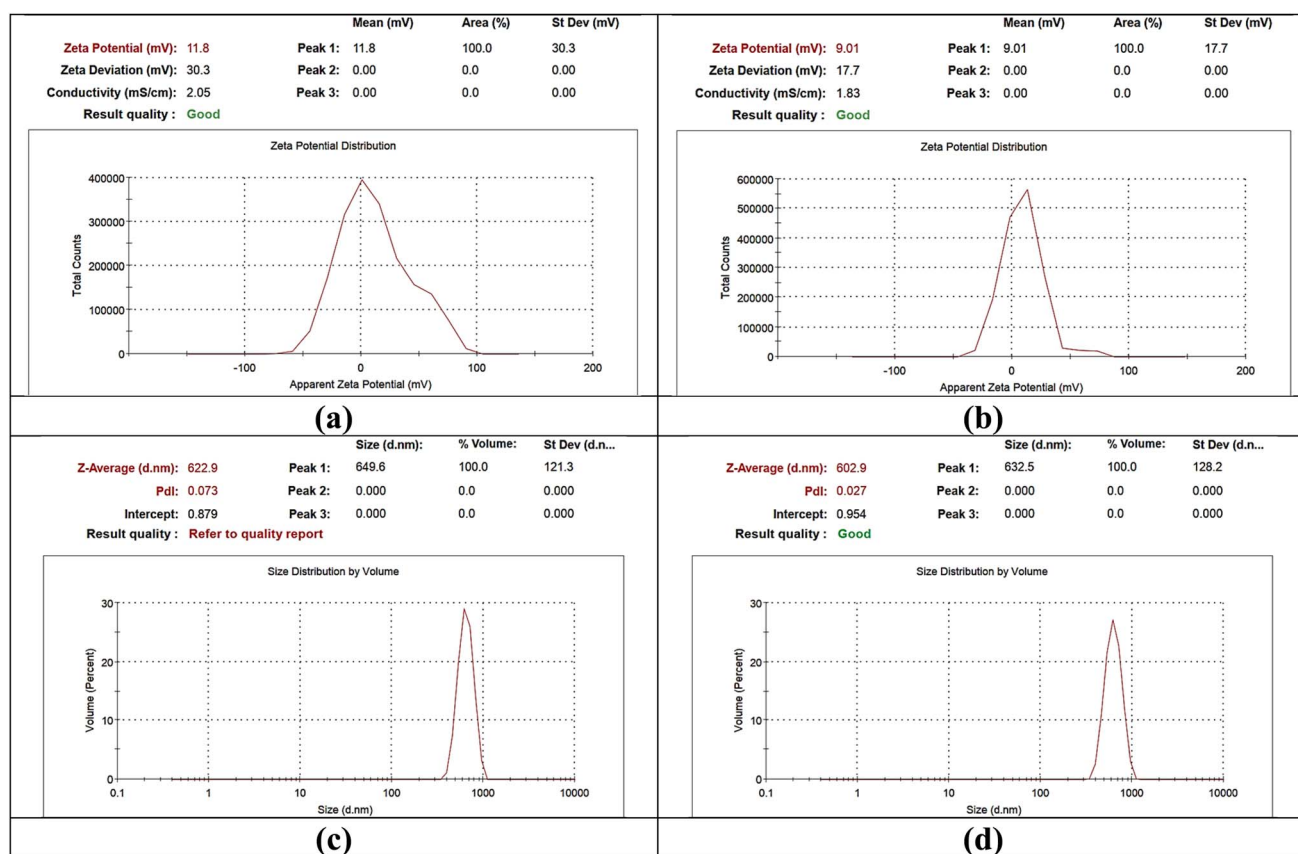 Mean (mV) Area (%) St Dev (mV)
Zeta Potential (mV): 11.8 Peak 1: 11.8 100.0 30.3
Zeta Deviation (mV): 30.3 Peak 2: 0.00 0.0 0.00
Conductivity (mS/cm): 2.05 Peak 3: 0.00 0.0 0.00
Result quality : Good
Zeta Potential Distribution
400000
300000
200000
100000
0
Total Counts
-100 0 100 200
Apparent Zeta Potential (mV)
(a)
Mean (mV) Area (%) St Dev (mV)
Zeta Potential (mV): 9.01 Peak 1: 9.01 100.0 17.7
Zeta Deviation (mV): 17.7 Peak 2: 0.00 0.0 0.00
Conductivity (mS/cm): 1.83 Peak 3: 0.00 0.0 0.00
Result quality : Good
Zeta Potential Distribution
600000
500000
400000
300000
200000
100000
0
Total Counts
-100 0 100 200
Apparent Zeta Potential (mV)
(b)
Size (d.nm): % Volume: St Dev (d.n...
Z-Average (d.nm): 622.9 Peak 1: 649.6 100.0 121.3
PdI: 0.073 Peak 2: 0.000 0.0 0.000
Intercept: 0.879 Peak 3: 0.000 0.0 0.000
Result quality : Refer to quality report
Size Distribution by Volume
30
20
10
0
Volume (Percent)
0.1 1 10 100 1000 10000
Size (d.nm)
(c)
Size (d.nm): % Volume: St Dev (d.n...
Z-Average (d.nm): 602.9 Peak 1: 632.5 100.0 128.2
PdI: 0.027 Peak 2: 0.000 0.0 0.000
Intercept: 0.954 Peak 3: 0.000 0.0 0.000
Result quality : Good
Size Distribution by Volume
30
20
10
0
Volume (Percent)
0.1 1 10 100 1000 10000
Size (d.nm)
(d)